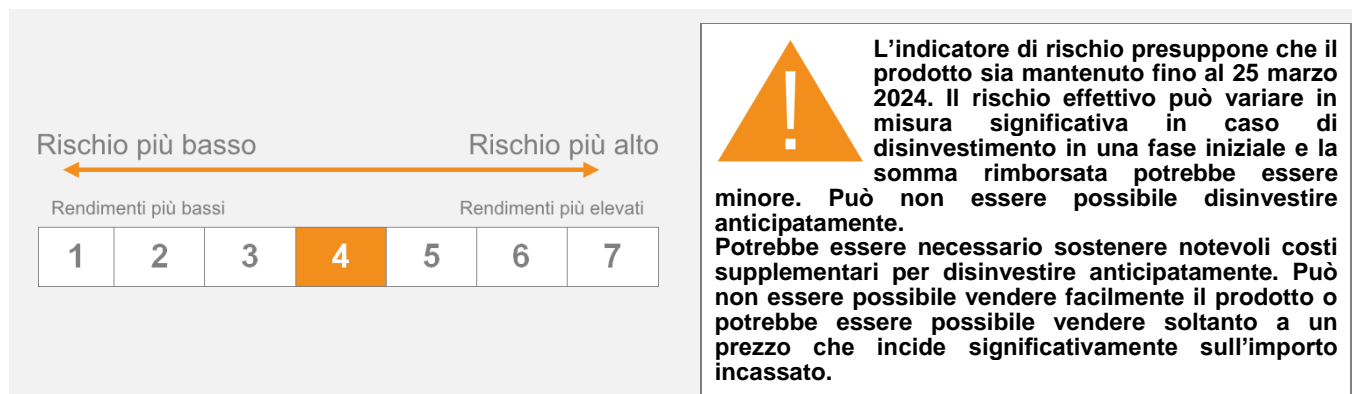 Rischio più basso
Rischio più alto
Rendimenti più bassi
Rendimenti più elevati
1 2 3 4 5 6 7
!
L’indicatore di rischio presuppone che il
prodotto sia mantenuto fino al 25 marzo
2024. Il rischio effettivo può variare in
misura significativa in caso di
disinvestimento in una fase iniziale e la
somma rimborsata potrebbe essere
minore. Può non essere possibile disinvestire
anticipatamente.
Potrebbe essere necessario sostenere notevoli costi
supplementari per disinvestire anticipatamente. Può
non essere possibile vendere facilmente il prodotto o
potrebbe essere possibile vendere soltanto a un
prezzo che incide significativamente sull’importo
incassato.